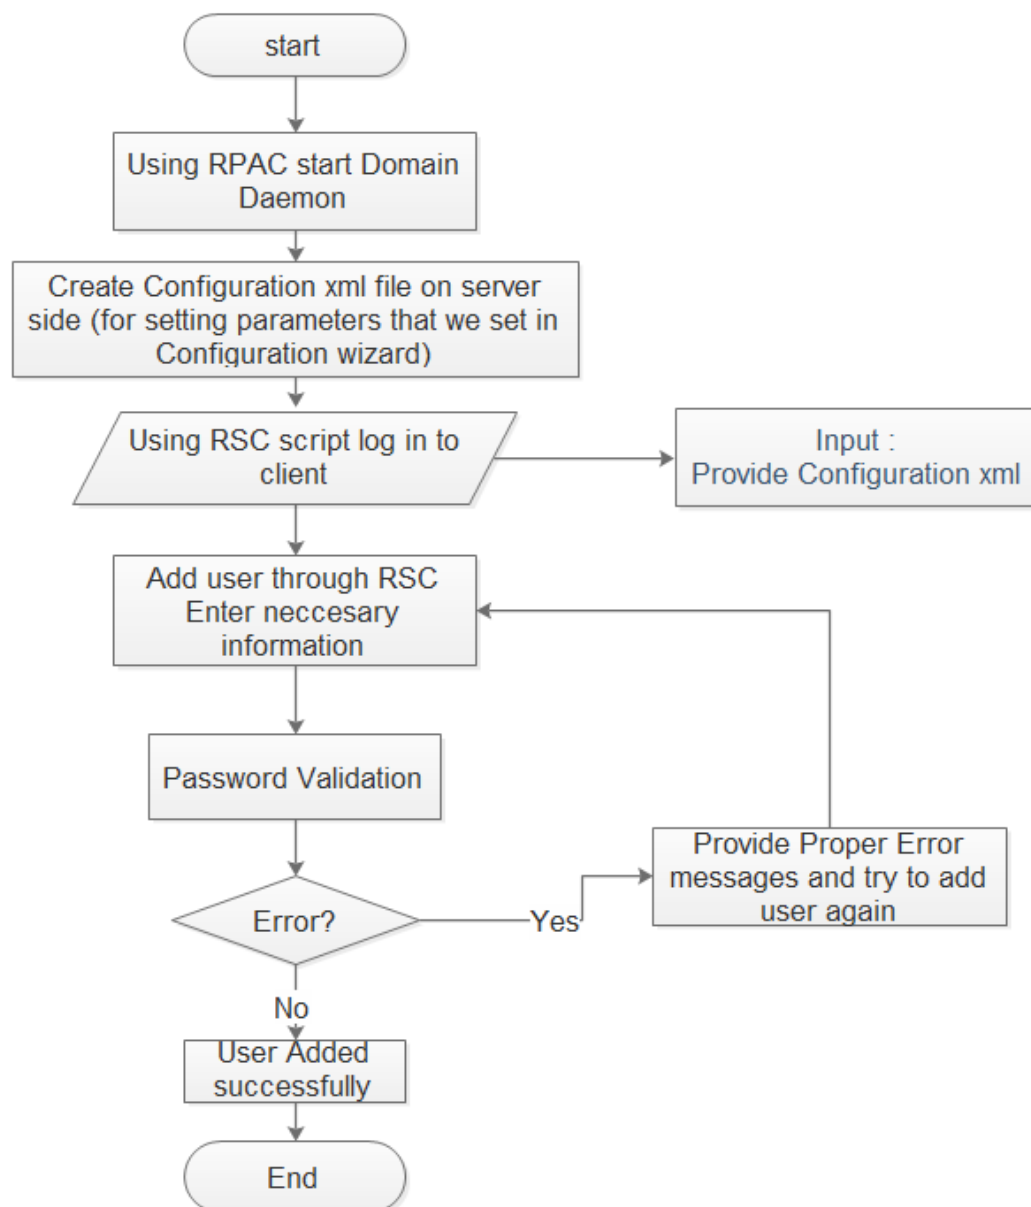 start
Using RPAC start Domain
Daemon
Create Configuration xml file on server
side (for setting parameters that we set in
Configuration wizard)
Using RSC script log in to
client
Input :
Provide Configuration xml
Add user through RSC
Enter neccesary
information
Password Validation
Provide Proper Error
messages and try to add
user again
Error?
Yes
No
User Added
successfully
End